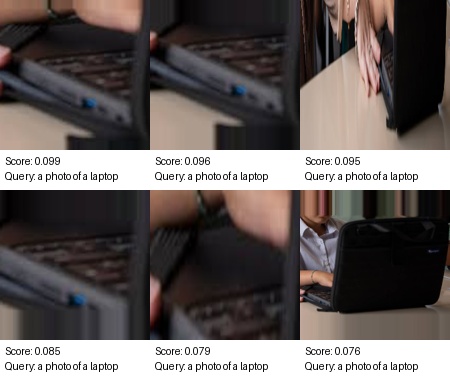 Score: 0.099
Query: a photo of a laptop
Score: 0.096
Query: a photo of a laptop
Score: 0.095
Query: a photo of a laptop
Score: 0.085
Query: a photo of a laptop
Score: 0.079
Query: a photo of a laptop
Score: 0.076
Query: a photo of a laptop